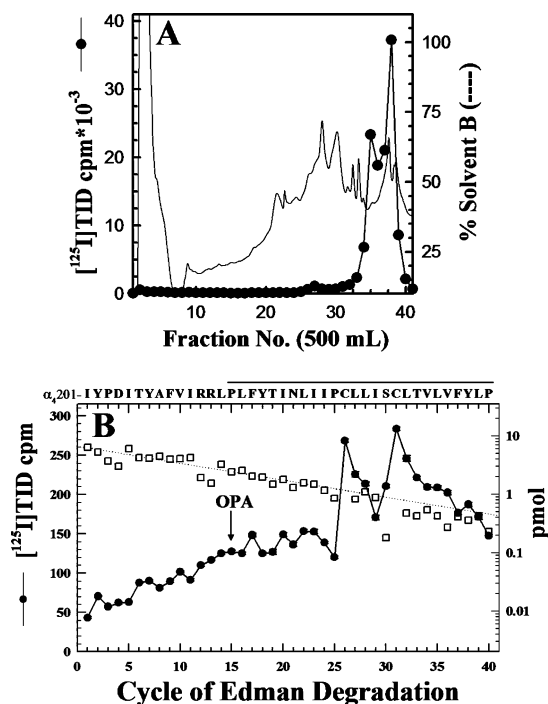 A
[¹²⁵I]TID cpm*10⁻³
40
30
20
10
0
100
75
50
25
% Solvent B (----)
10 20 30 40
Fraction No. (500 mL)
α₄201- I Y P D I T Y A F V I R R L P L F Y T I N L I I P C L L I S C L T V L V F Y L P
B
[¹²⁵I]TID cpm
300
250
200
150
100
50
0
OPA
10
1
0.1
0.01
pmol
0 5 10 15 20 25 30 35 40
Cycle of Edman Degradation